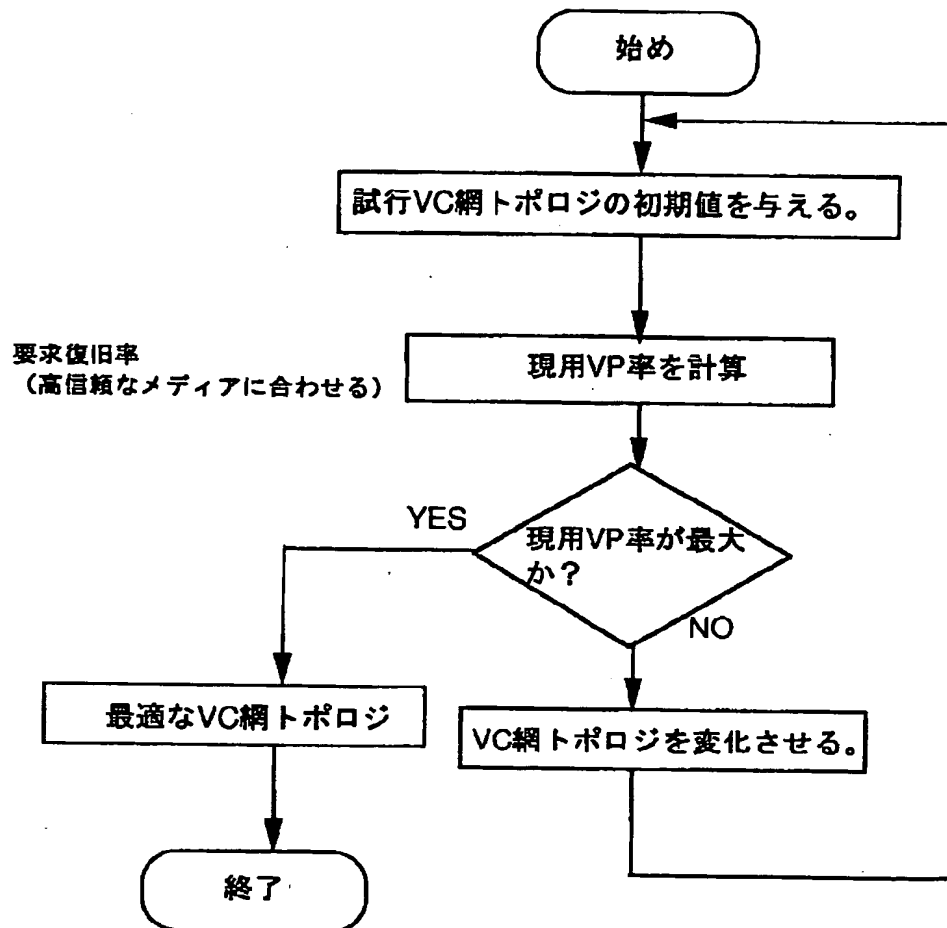 始め
試行VC網トポロジの初期値を与える。
要求復旧率
（高信頼なメディアに合わせる）
現用VP率を計算
YES
現用VP率が最大
か？
NO
最適なVC網トポロジ
VC網トポロジを変化させる。
終了